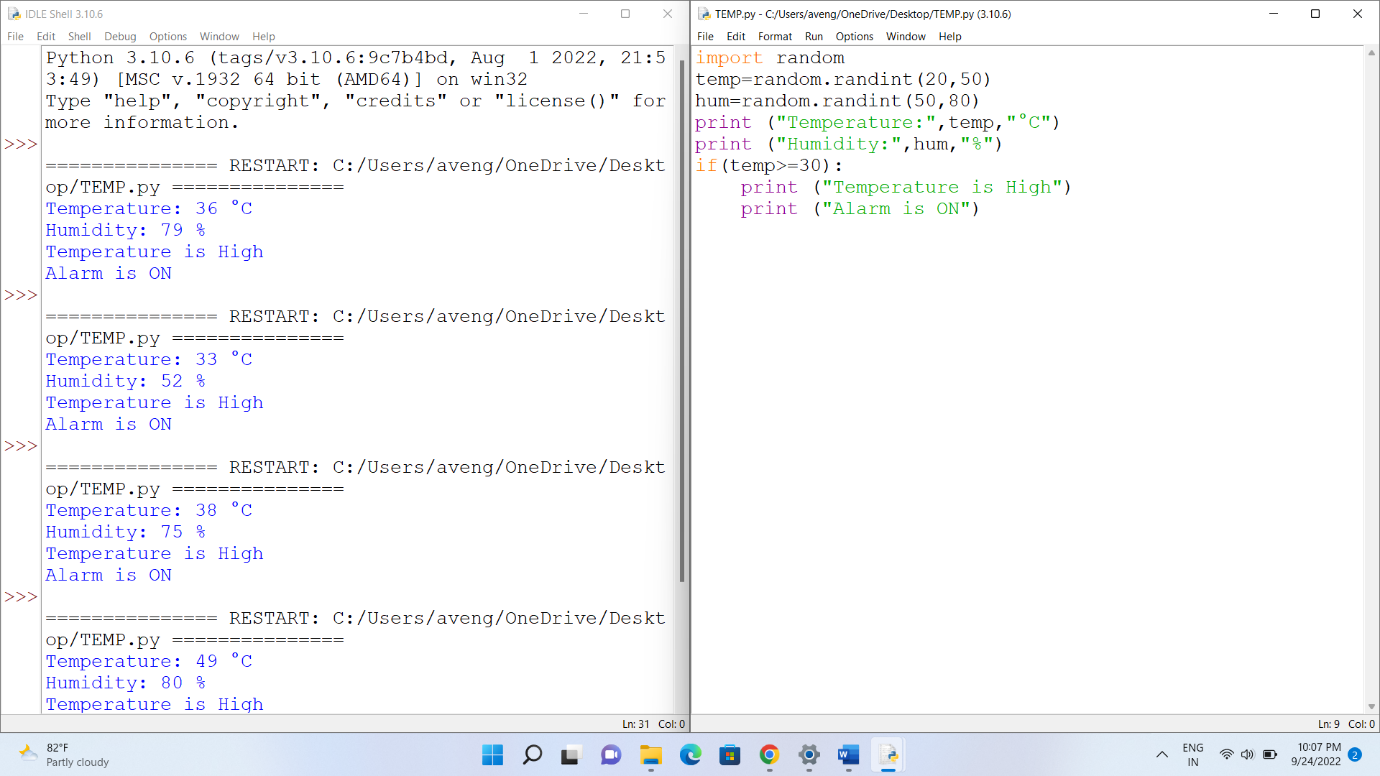 IDLE Shell 3.10.6
File Edit Shell Debug Options Window Help
Python 3.10.6 (tags/v3.10.6:9c7b4bd, Aug  1 2022, 21:5
3:49) [MSC v.1932 64 bit (AMD64)] on win32
Type "help", "copyright", "credits" or "license()" for
more information.
>>>
=============== RESTART: C:/Users/aveng/OneDrive/Deskt
op/TEMP.py ===============
Temperature: 36 °C
Humidity: 79 %
Temperature is High
Alarm is ON
>>>
=============== RESTART: C:/Users/aveng/OneDrive/Deskt
op/TEMP.py ===============
Temperature: 33 °C
Humidity: 52 %
Temperature is High
Alarm is ON
>>>
=============== RESTART: C:/Users/aveng/OneDrive/Deskt
op/TEMP.py ===============
Temperature: 38 °C
Humidity: 75 %
Temperature is High
Alarm is ON
>>>
=============== RESTART: C:/Users/aveng/OneDrive/Deskt
op/TEMP.py ===============
Temperature: 49 °C
Humidity: 80 %
Temperature is High
Ln: 31 Col: 0
TEMP.py - C:/Users/aveng/OneDrive/Desktop/TEMP.py (3.10.6)
File Edit Format Run Options Window Help
import random
temp=random.randint(20,50)
hum=random.randint(50,80)
print ("Temperature:",temp,"°C")
print ("Humidity:",hum,"%")
if(temp>=30):
    print ("Temperature is High")
    print ("Alarm is ON")
Ln: 9 Col: 0
82°F
Partly cloudy
ENG
IN
10:07 PM
9/24/2022
2